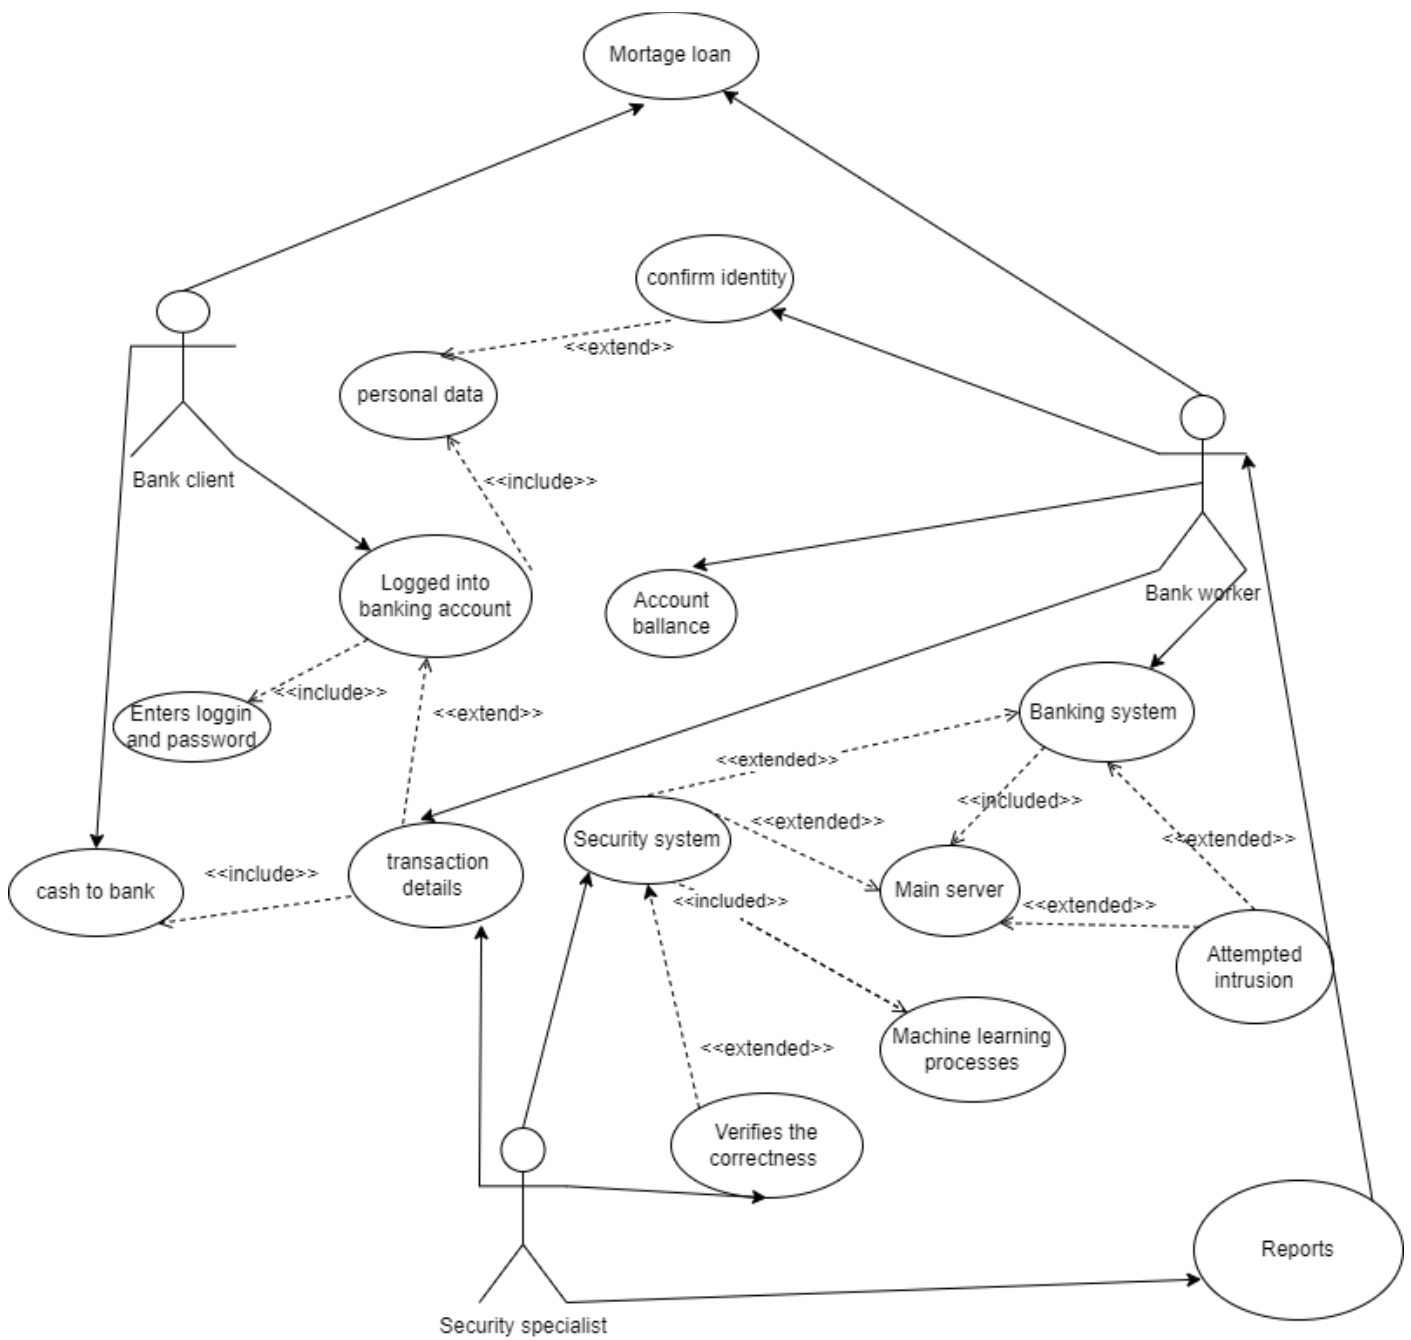 Mortage loan
confirm identity
<<extend>>
personal data
Bank client
<<include>>
Logged into
banking account
Account
ballance
Bank worker
<<include>>
Enters loggin
and password
<<extend>>
Banking system
<<extended>>
<<included>>
<<extended>>
<<extended>>
Security system
transaction
details
<<include>>
cash to bank
Main server
<<included>>
<<extended>>
Attempted
intrusion
Machine learning
processes
<<extended>>
Verifies the
correctness
Reports
Security specialist